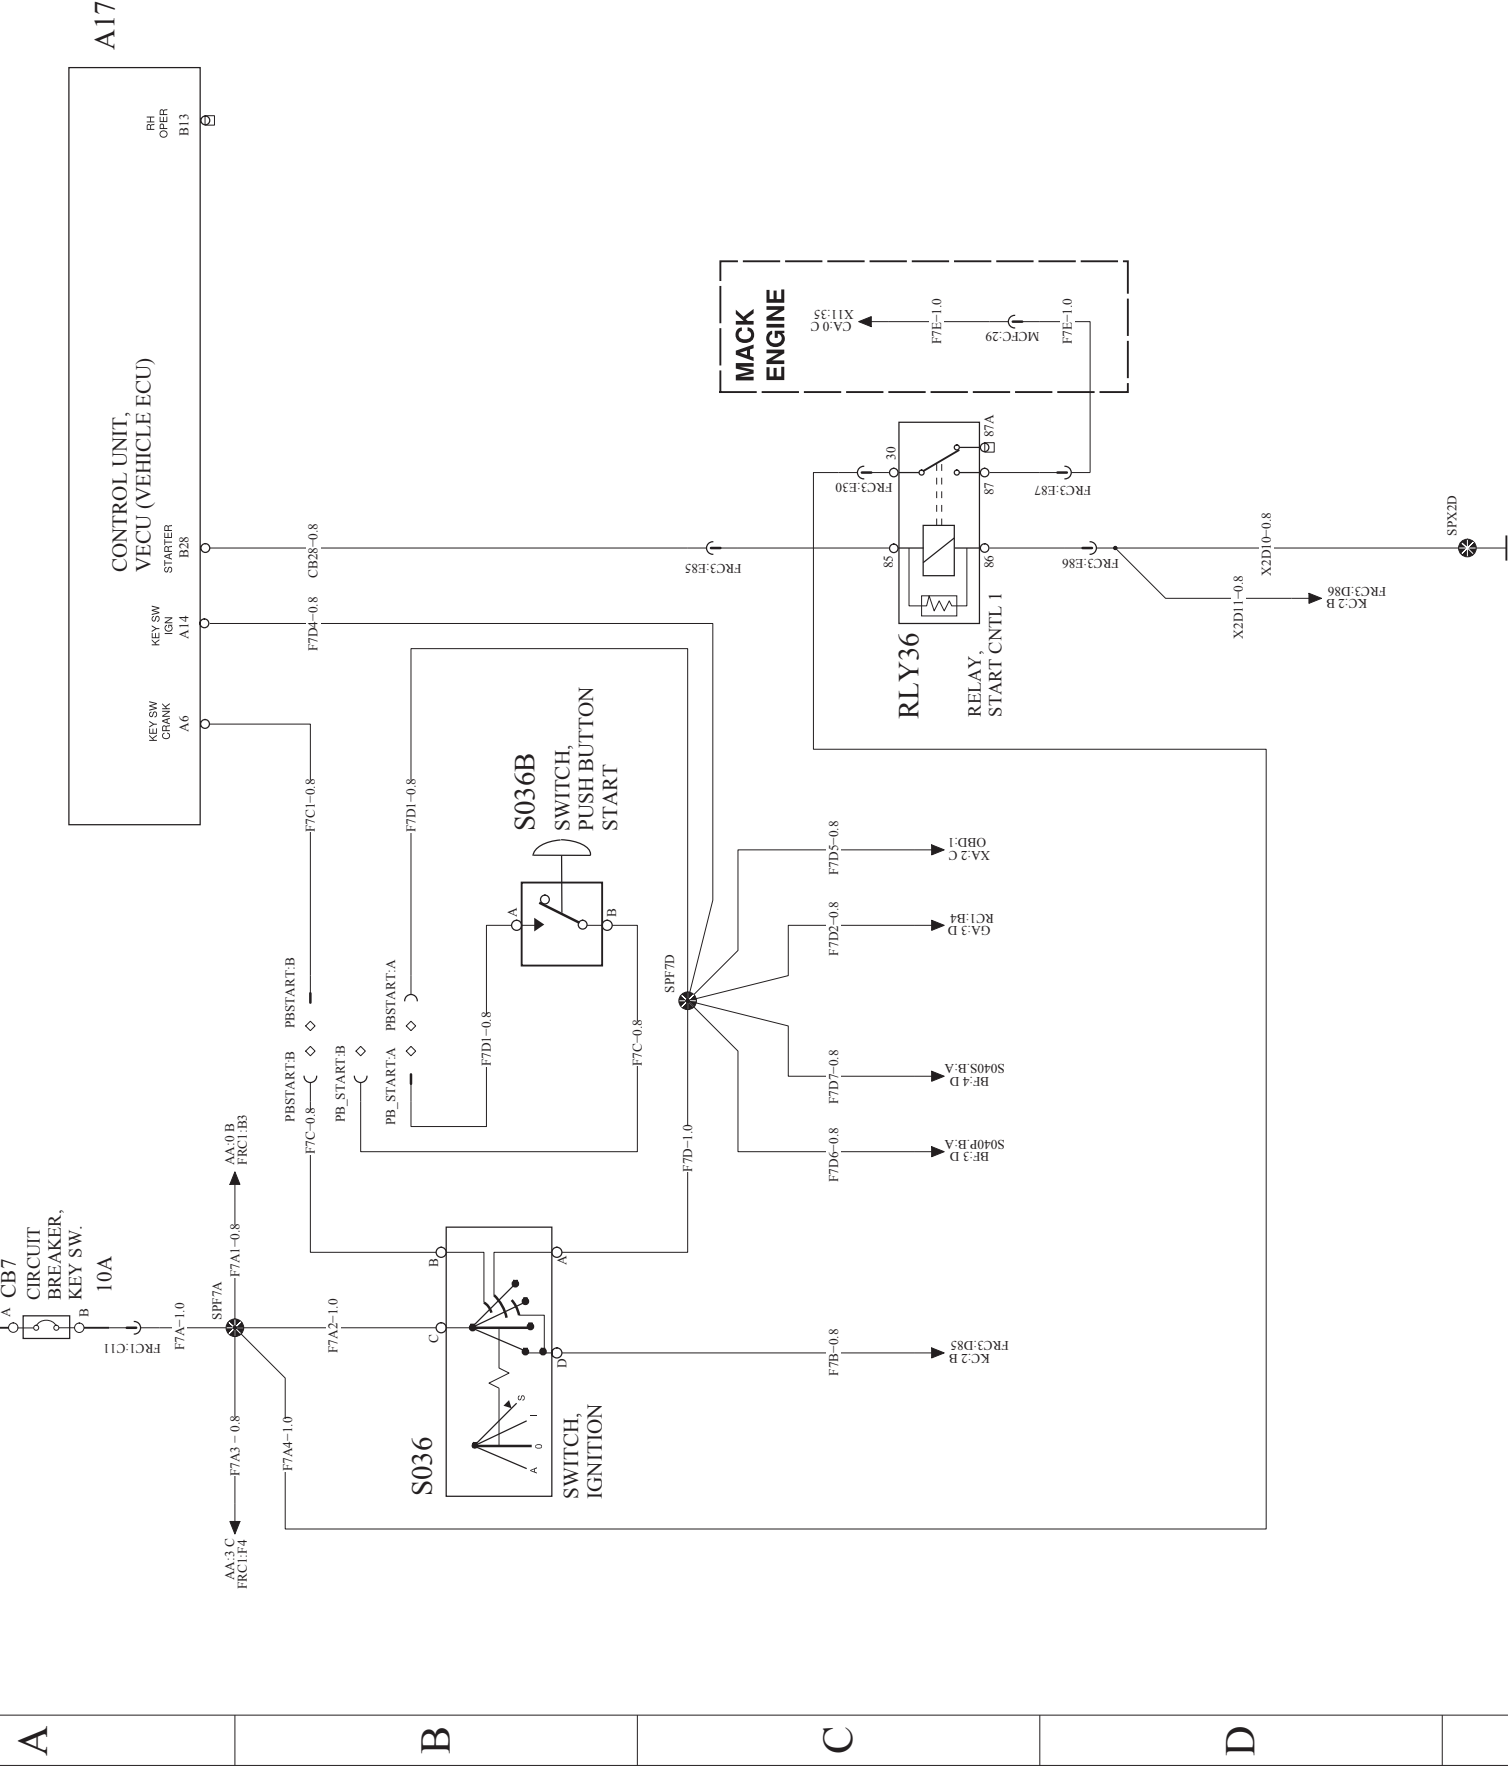 A17
RH
OPER
B13
CONTROL UNIT,
VECU (VEHICLE ECU)
STARTER
B28
KEY SW
IGN
A14
KEY SW
CRANK
A6
CB28-0.8
F7D4-0.8
F7C1-0.8
F7D1-0.8
MACK
ENGINE
CA:0 C
X11:35
F7E-1.0
MCFC:29
F7E-1.0
FRC3:E85
30
FRC3:E30
87A
87
FRC3:E87
85
86
FRC3:E86
RLY36
RELAY,
START CNTL 1
X2D10-0.8
SPX2D
X2D11-0.8
KC:2 B
FRC3:D86
S036B
SWITCH,
PUSH BUTTON
START
A
B
PBSTART:B
PBSTART:B
PB_START:B
PBSTART:A
PB_START:A
F7D1-0.8
F7C-0.8
F7C-0.8
SPF7D
F7D-1.0
F7D5-0.8
XA:2 C
OBD:1
F7D2-0.8
GA:3 D
RC1:B4
F7D7-0.8
BF:4 D
S040S.B:A
F7D6-0.8
BF:3 D
S040P.B:A
AA:0 B
FRC1:B3
F7A1-0.8
CB7
CIRCUIT
BREAKER,
KEY SW.
10A
A
B
FRC1:C11
F7A-1.0
SPF7A
F7A2-1.0
F7A3 - 0.8
F7A4-1.0
AA:3 C
FRC1:F4
B
C
A
D
S
I
0
A
S036
SWITCH,
IGNITION
F7B-0.8
KC:2 B
FRC3:D85
A
B
C
D